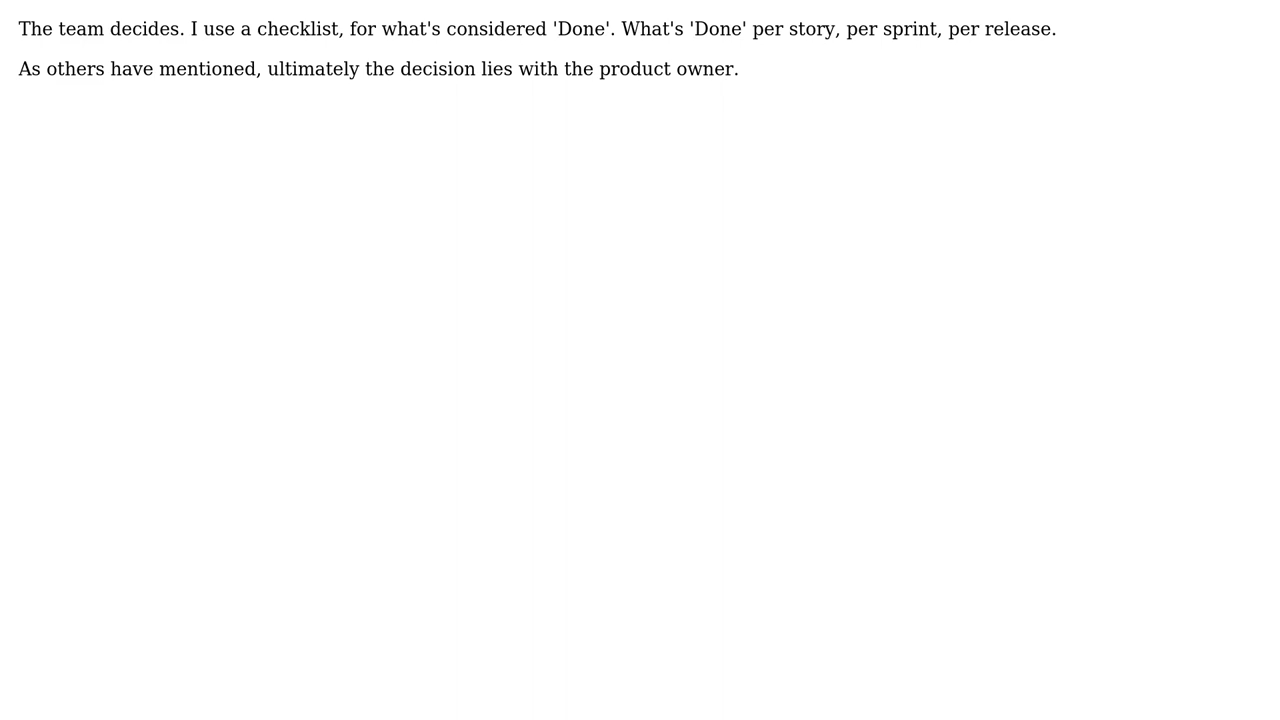 The team decides. I use a checklist, for what's considered 'Done'. What's 'Done' per story, per sprint, per release.
As others have mentioned, ultimately the decision lies with the product owner.